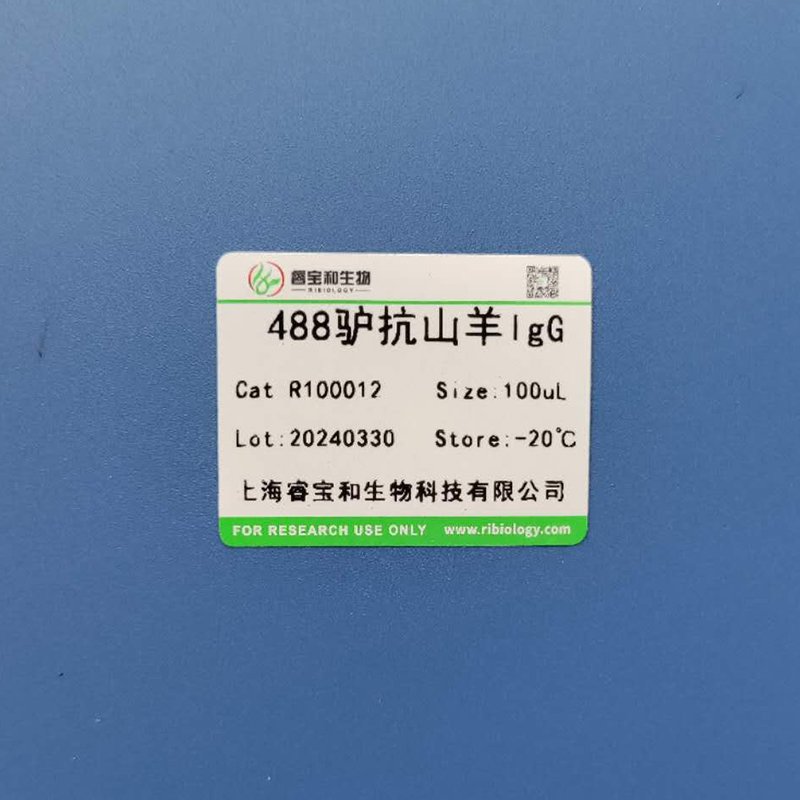 睿宝和生物
RIBIOLOGY
488驴抗山羊IgG
Cat R100012 Size:100uL
Lot:20240330 Store:-20℃
上海睿宝和生物科技有限公司
FOR RESEARCH USE ONLY www.ribiology.com